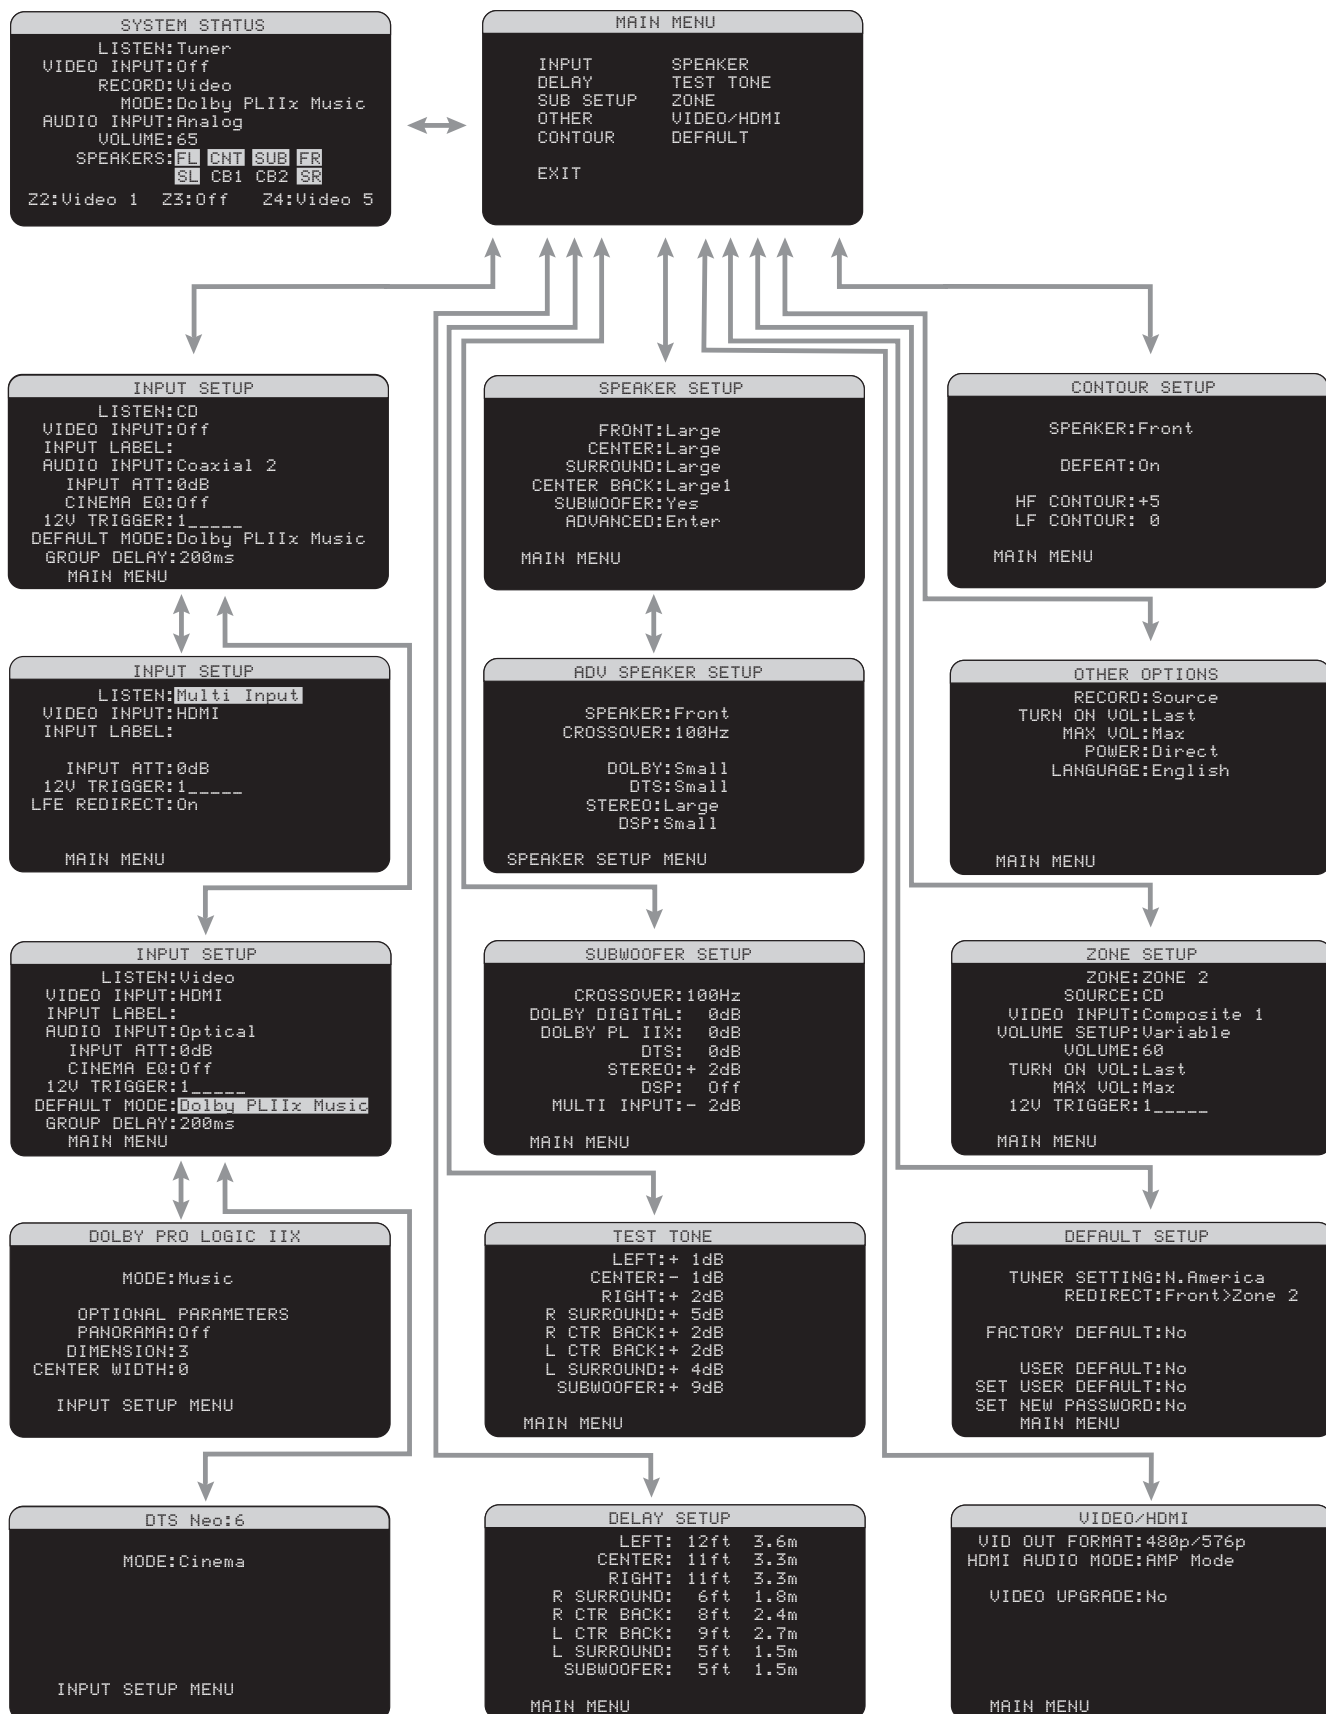 SYSTEM STATUS
LISTEN:Tuner
VIDEO INPUT:Off
RECORD:Video
MODE:Dolby PLIIx Music
AUDIO INPUT:Analog
VOLUME:65
SPEAKERS:FL CNT SUB FR
SL CB1 CB2 SR
Z2:Video 1 Z3:Off Z4:Video 5
MAIN MENU
INPUT SPEAKER
DELAY TEST TONE
SUB SETUP ZONE
OTHER VIDEO/HDMI
CONTOUR DEFAULT
EXIT
INPUT SETUP
LISTEN:CD
VIDEO INPUT:Off
INPUT LABEL:
AUDIO INPUT:Coaxial 2
INPUT ATT:0dB
CINEMA EQ:Off
12V TRIGGER:1_____
DEFAULT MODE:Dolby PLIIx Music
GROUP DELAY:200ms
MAIN MENU
SPEAKER SETUP
FRONT:Large
CENTER:Large
SURROUND:Large
CENTER BACK:Large1
SUBWOOFER:Yes
ADVANCED:Enter
MAIN MENU
CONTOUR SETUP
SPEAKER:Front
DEFEAT:On
HF CONTOUR:+5
LF CONTOUR: 0
MAIN MENU
INPUT SETUP
LISTEN:Multi Input
VIDEO INPUT:HDMI
INPUT LABEL:
INPUT ATT:0dB
12V TRIGGER:1_____
LFE REDIRECT:On
MAIN MENU
ADV SPEAKER SETUP
SPEAKER:Front
CROSSOVER:100Hz
DOLBY:Small
DTS:Small
STEREO:Large
DSP:Small
SPEAKER SETUP MENU
OTHER OPTIONS
RECORD:Source
TURN ON VOL:Last
MAX VOL:Max
POWER:Direct
LANGUAGE:English
MAIN MENU
INPUT SETUP
LISTEN:Video
VIDEO INPUT:HDMI
INPUT LABEL:
AUDIO INPUT:Optical
INPUT ATT:0dB
CINEMA EQ:Off
12V TRIGGER:1_____
DEFAULT MODE:Dolby PLIIx Music
GROUP DELAY:200ms
MAIN MENU
SUBWOOFER SETUP
CROSSOVER:100Hz
DOLBY DIGITAL: 0dB
DOLBY PL IIX: 0dB
DTS: 0dB
STEREO:+ 2dB
DSP: Off
MULTI INPUT:- 2dB
MAIN MENU
ZONE SETUP
ZONE:ZONE 2
SOURCE:CD
VIDEO INPUT:Composite 1
VOLUME SETUP:Variable
VOLUME:60
TURN ON VOL:Last
MAX VOL:Max
12V TRIGGER:1_____
MAIN MENU
DOLBY PRO LOGIC IIX
MODE:Music
OPTIONAL PARAMETERS
PANORAMA:Off
DIMENSION:3
CENTER WIDTH:0
INPUT SETUP MENU
TEST TONE
LEFT:+ 1dB
CENTER:- 1dB
RIGHT:+ 2dB
R SURROUND:+ 5dB
R CTR BACK:+ 2dB
L CTR BACK:+ 2dB
L SURROUND:+ 4dB
SUBWOOFER:+ 9dB
MAIN MENU
DEFAULT SETUP
TUNER SETTING:N.America
REDIRECT:Front>Zone 2
FACTORY DEFAULT:No
USER DEFAULT:No
SET USER DEFAULT:No
SET NEW PASSWORD:No
MAIN MENU
DTS Neo:6
MODE:Cinema
INPUT SETUP MENU
DELAY SETUP
LEFT: 12ft 3.6m
CENTER: 11ft 3.3m
RIGHT: 11ft 3.3m
R SURROUND: 6ft 1.8m
R CTR BACK: 8ft 2.4m
L CTR BACK: 9ft 2.7m
L SURROUND: 5ft 1.5m
SUBWOOFER: 5ft 1.5m
MAIN MENU
VIDEO/HDMI
VID OUT FORMAT:480p/576p
HDMI AUDIO MODE:AMP Mode
VIDEO UPGRADE:No
MAIN MENU